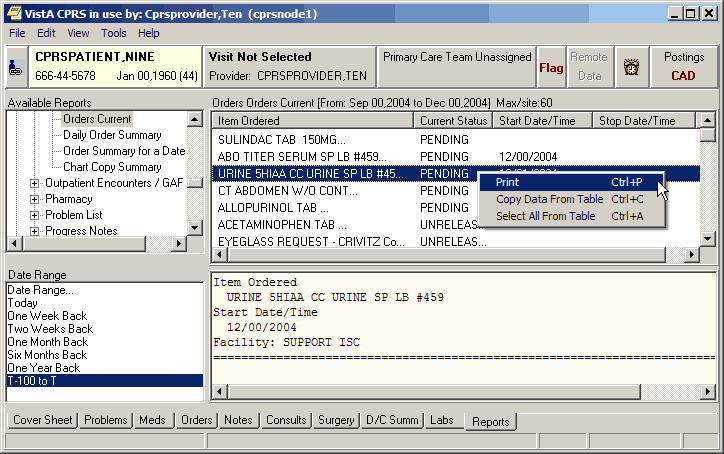 VistA CPRS in use by: Cprsprovider,Ten (cprsnode1)
File Edit View Tools Help
CPRSPATIENT,NINE
666-44-5678 Jan 00,1960 (44)
Visit Not Selected
Provider: CPRSPROVIDER,TEN
Primary Care Team Unassigned
Flag
Remote
Data
Postings
CAD
Available Reports
Orders Current
Daily Order Summary
Order Summary for a Date
Chart Copy Summary
Outpatient Encounters / GAF
Pharmacy
Problem List
Progress Notes
Orders Orders Current [From: Sep 00,2004 to Dec 00,2004] Max/site:60
Item Ordered Current Status Start Date/Time Stop Date/Time
SULINDAC TAB 150MG... PENDING
ABO TITER SERUM SP LB #459... PENDING 12/00/2004
URINE 5HIAA CC URINE SP LB #45... PENDING
CT ABDOMEN W/O CONT... PENDING
ALLOPURINOL TAB ... PENDING
ACETAMINOPHEN TAB ... UNRELEAS...
EYEGLASS REQUEST - CRIVITZ Co... UNRELEAS...
Print Ctrl+P
Copy Data From Table Ctrl+C
Select All From Table Ctrl+A
Date Range
Date Range...
Today
One Week Back
Two Weeks Back
One Month Back
Six Months Back
One Year Back
T-100 to T
Item Ordered
URINE 5HIAA CC URINE SP LB #459
Start Date/Time
12/00/2004
Facility: SUPPORT ISC
Cover Sheet Problems Meds Orders Notes Consults Surgery D/C Summ Labs Reports